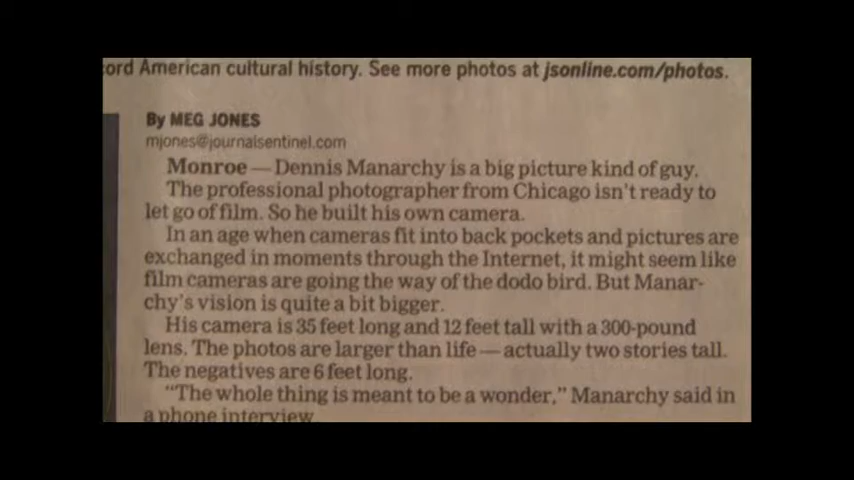 ord American cultural history. See more photos at jsonline.com/photos.
By MEG JONES
mjones@journalsentinel.com
Monroe — Dennis Manarchy is a big picture kind of guy.
The professional photographer from Chicago isn't ready to
let go of film. So he built his own camera.
In an age when cameras fit into back pockets and pictures are
exchanged in moments through the Internet, it might seem like
film cameras are going the way of the dodo bird. But Manar-
chy's vision is quite a bit bigger.
His camera is 35 feet long and 12 feet tall with a 300-pound
lens. The photos are larger than life — actually two stories tall.
The negatives are 6 feet long.
"The whole thing is meant to be a wonder," Manarchy said in
a phone interview